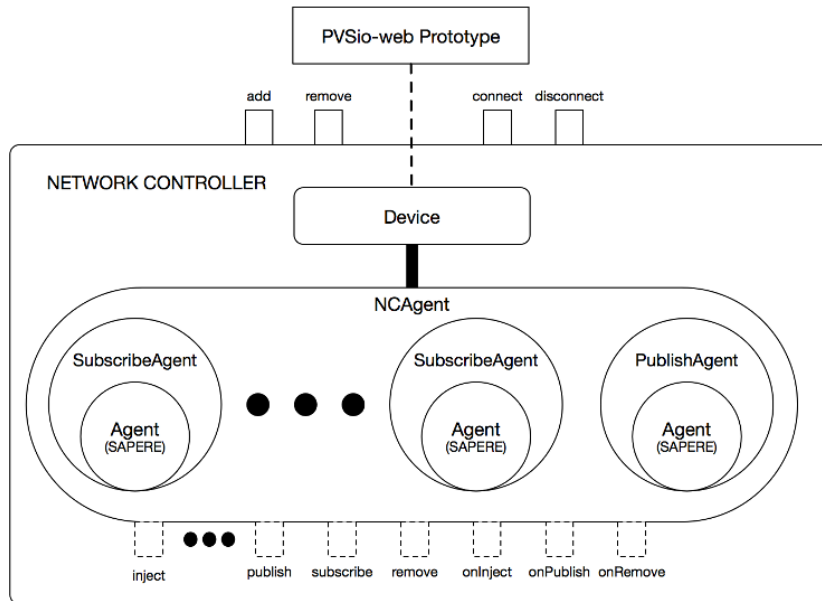 PVSio-web Prototype
add
remove
connect
disconnect
NETWORK CONTROLLER
Device
NCAgent
SubscribeAgent
Agent
(SAPERE)
SubscribeAgent
Agent
(SAPERE)
PublishAgent
Agent
(SAPERE)
inject
publish
subscribe
remove
onInject
onPublish
onRemove